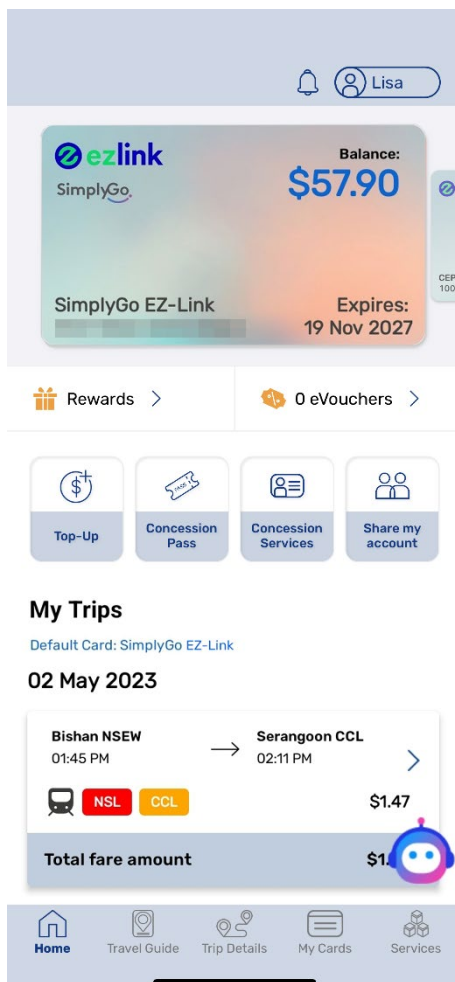 Lisa
ezlink
SimplyGo.
Balance:
$57.90
SimplyGo EZ-Link
Expires:
19 Nov 2027
CEP
100
Rewards >
0 eVouchers >
Top-Up
Concession Pass
Concession Services
Share my account
My Trips
Default Card: SimplyGo EZ-Link
02 May 2023
Bishan NSEW
01:45 PM
Serangoon CCL
02:11 PM
NSL CCL
$1.47
Total fare amount
$1.
Home
Travel Guide
Trip Details
My Cards
Services